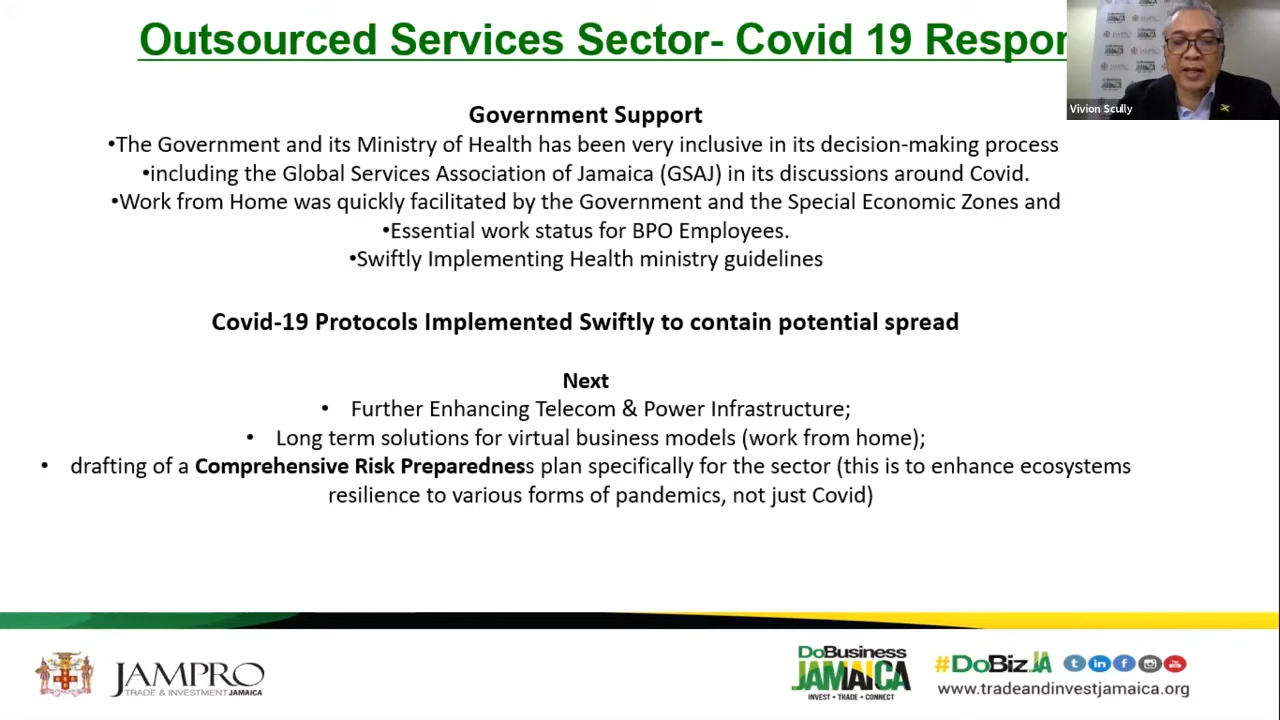 Outsourced Services Sector- Covid 19 Respon
Vivion Scully
Government Support
•The Government and its Ministry of Health has been very inclusive in its decision-making process
•including the Global Services Association of Jamaica (GSAJ) in its discussions around Covid.
•Work from Home was quickly facilitated by the Government and the Special Economic Zones and
•Essential work status for BPO Employees.
•Swiftly Implementing Health ministry guidelines
Covid-19 Protocols Implemented Swiftly to contain potential spread
Next
• Further Enhancing Telecom & Power Infrastructure;
• Long term solutions for virtual business models (work from home);
• drafting of a Comprehensive Risk Preparedness plan specifically for the sector (this is to enhance ecosystems
resilience to various forms of pandemics, not just Covid)
JAMPRO
TRADE & INVESTMENT JAMAICA
DoBusiness
JAMAICA
INVEST • TRADE • CONNECT
#DoBizJA
www.tradeandinvestjamaica.org